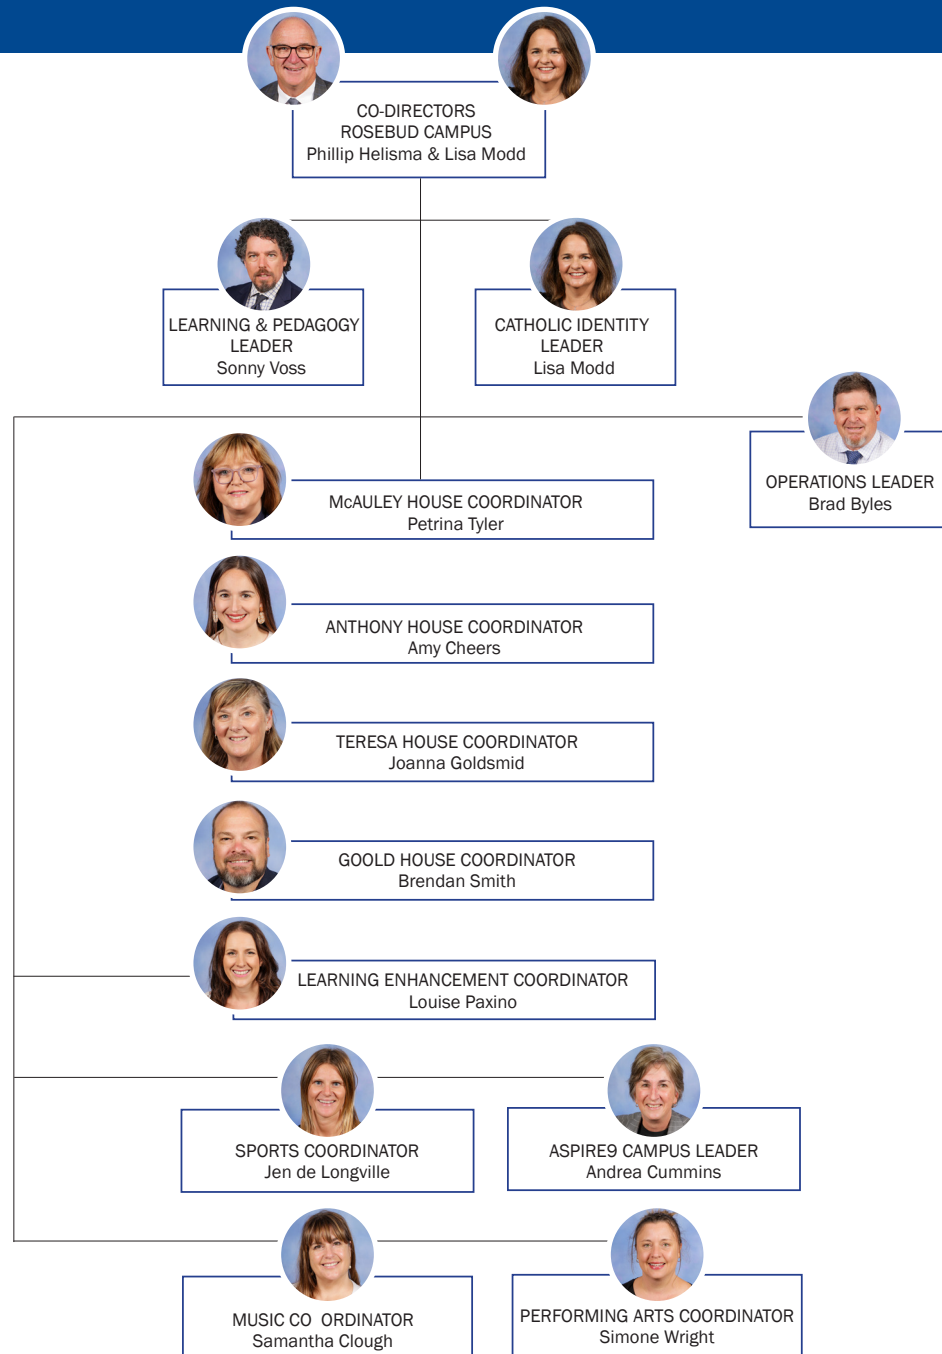 CO-DIRECTORS
ROSEBUD CAMPUS
Phillip Helisma & Lisa Modd
LEARNING & PEDAGOGY
LEADER
Sonny Voss
CATHOLIC IDENTITY
LEADER
Lisa Modd
OPERATIONS LEADER
Brad Byles
McAULEY HOUSE COORDINATOR
Petrina Tyler
ANTHONY HOUSE COORDINATOR
Amy Cheers
TERESA HOUSE COORDINATOR
Joanna Goldsmid
GOOLD HOUSE COORDINATOR
Brendan Smith
LEARNING ENHANCEMENT COORDINATOR
Louise Paxino
SPORTS COORDINATOR
Jen de Longville
ASPIRE9 CAMPUS LEADER
Andrea Cummins
MUSIC CO ORDINATOR
Samantha Clough
PERFORMING ARTS COORDINATOR
Simone Wright